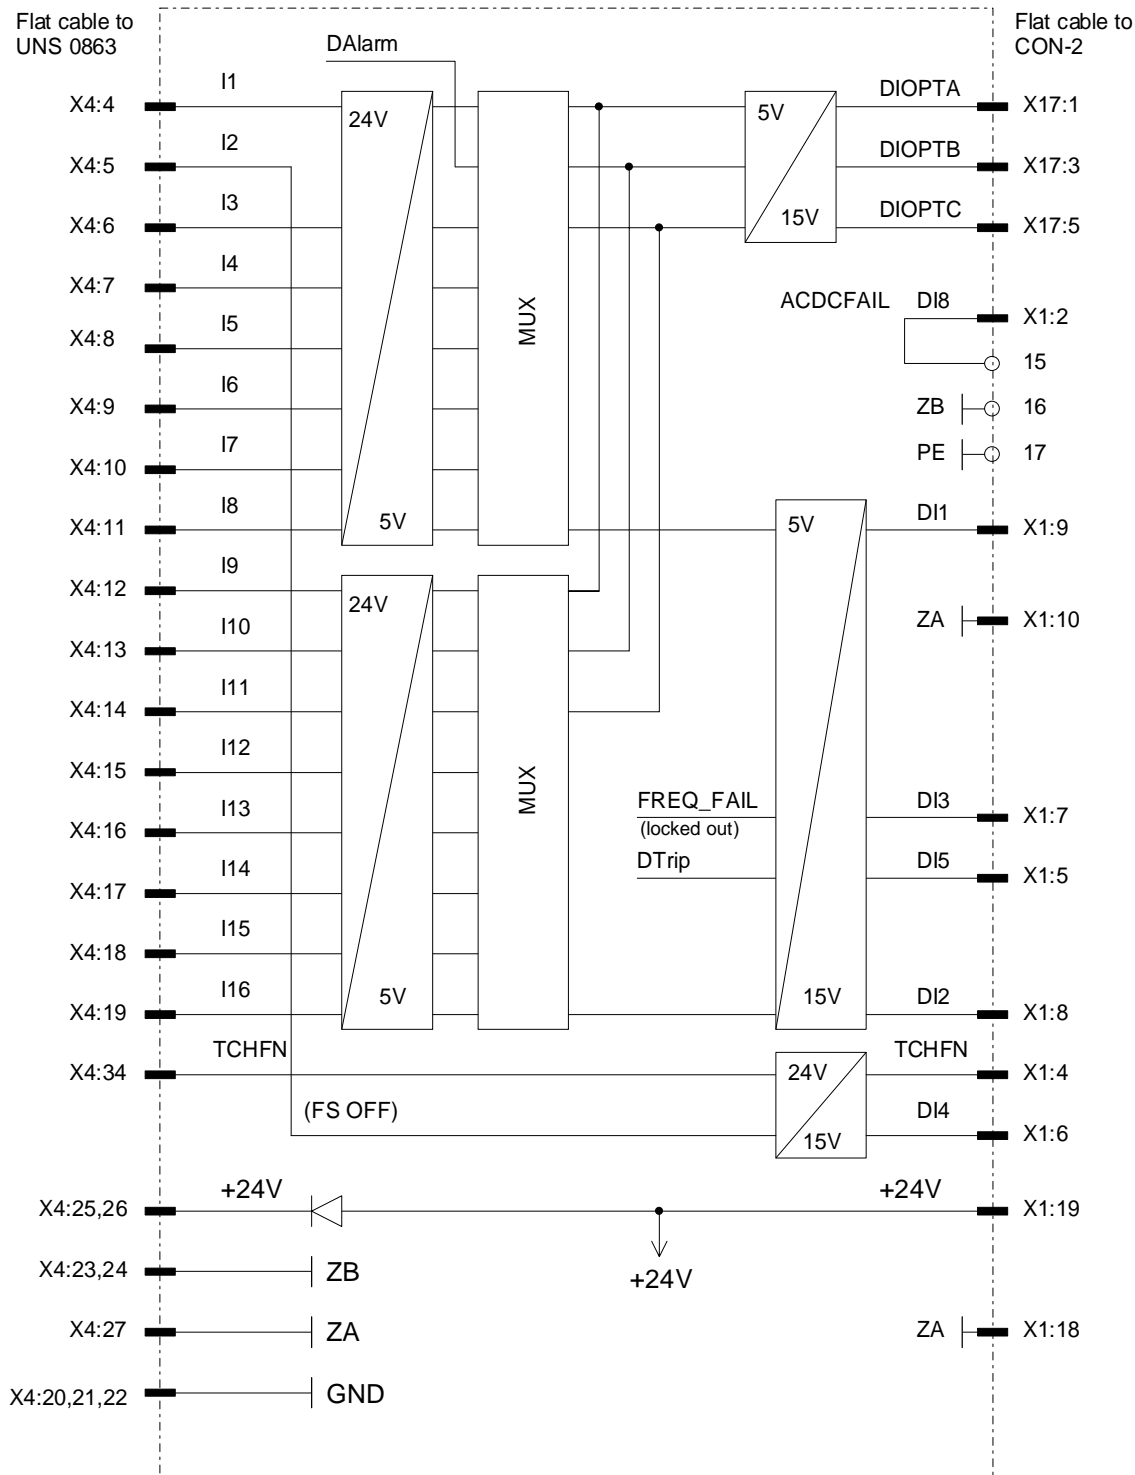 Flat cable to
UNS 0863
Flat cable to
CON-2
DAlarm
X4:4 I1 24V 5V DIOPTA X17:1
X4:5 I2 DIOPTB X17:3
X4:6 I3 15V DIOPTC X17:5
X4:7 I4
MUX
ACDCFAIL DI8 X1:2
X4:8 I5
15
X4:9 I6 ZB 16
X4:10 I7 PE 17
X4:11 I8 5V 5V DI1 X1:9
X4:12 I9 24V
ZA X1:10
X4:13 I10
X4:14 I11
X4:15 I12
MUX
X4:16 I13 FREQ_FAIL DI3 X1:7
(locked out)
X4:17 I14 DTrip DI5 X1:5
X4:18 I15
X4:19 I16 5V 15V DI2 X1:8
X4:34 TCHFN 24V TCHFN X1:4
(FS OFF) 15V DI4 X1:6
X4:25,26 +24V +24V X1:19
X4:23,24 ZB +24V
X4:27 ZA ZA X1:18
X4:20,21,22 GND